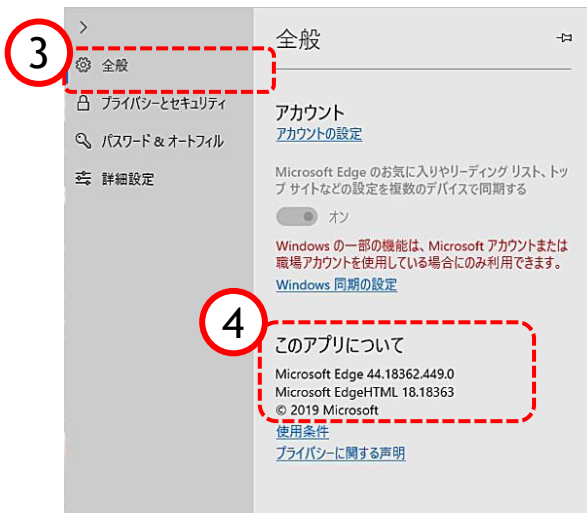 3
全般
プライバシーとセキュリティ
パスワード & オートフィル
詳細設定
全般
アカウント
アカウントの設定
Microsoft Edge のお気に入りやリーディング リスト、トッ
プ サイトなどの設定を複数のデバイスで同期する
オン
Windows の一部の機能は、Microsoft アカウントまたは
職場アカウントを使用している場合にのみ利用できます。
Windows 同期の設定
4
このアプリについて
Microsoft Edge 44.18362.449.0
Microsoft EdgeHTML 18.18363
© 2019 Microsoft
使用条件
プライバシーに関する声明